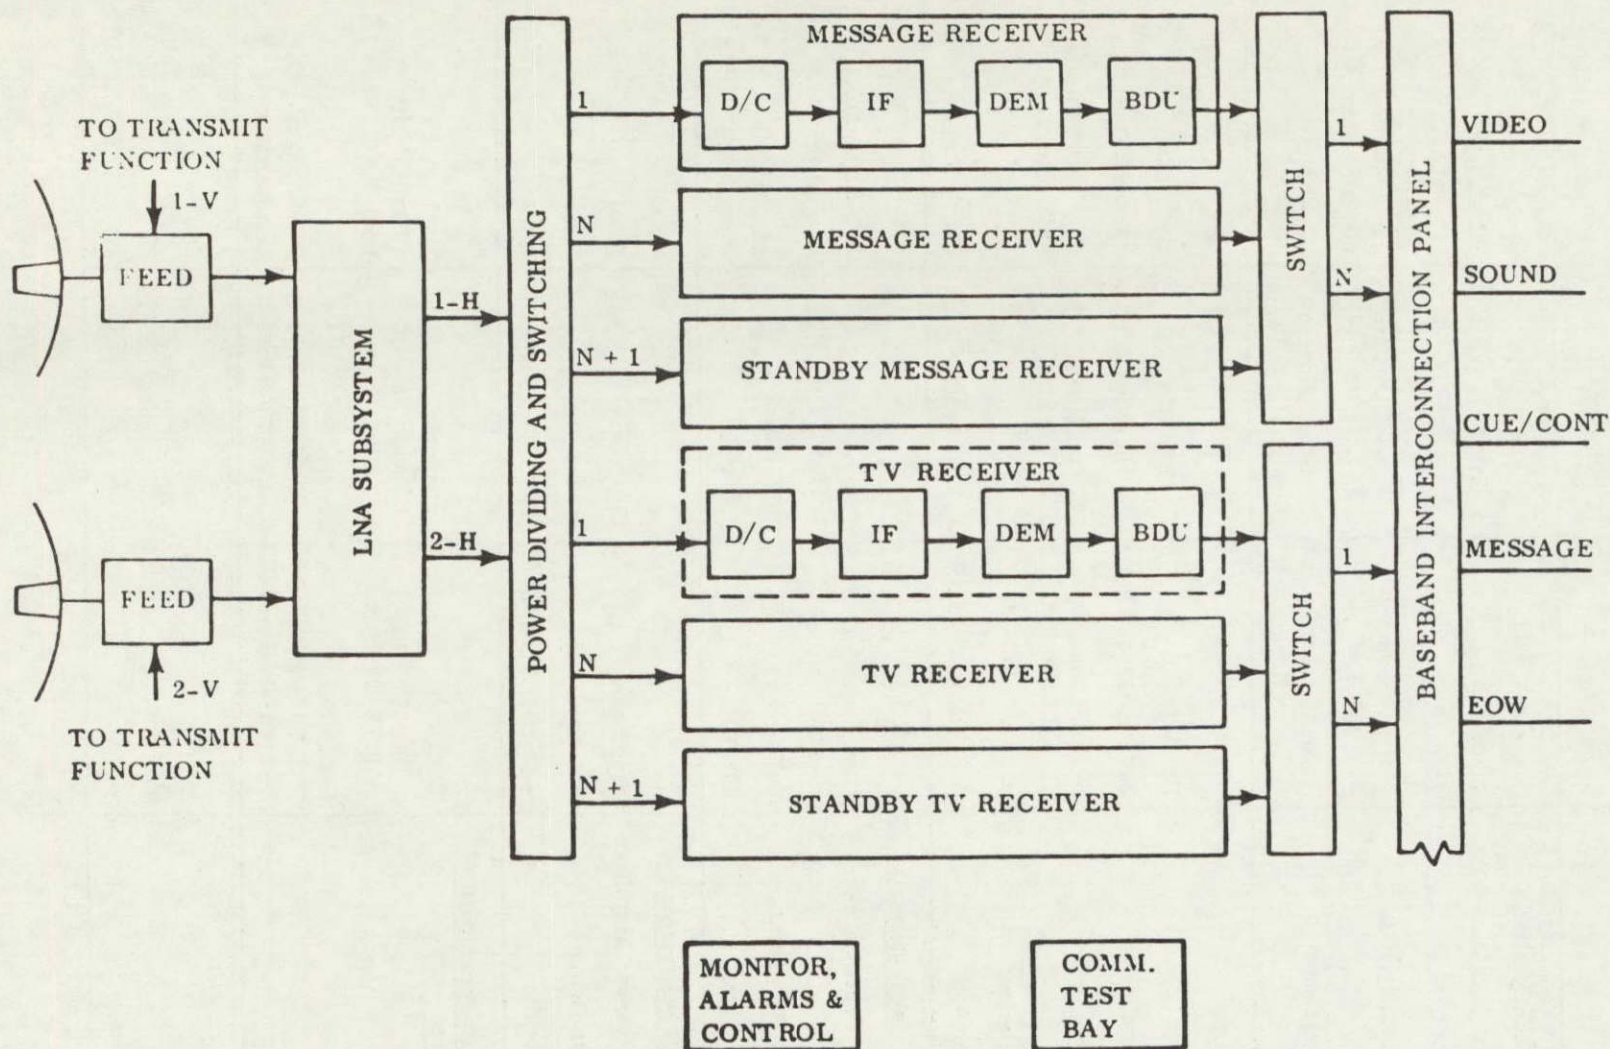 TO TRANSMIT
FUNCTION
1-V
FEED
FEED
2-V
TO TRANSMIT
FUNCTION
LNA SUBSYSTEM
1-H
2-H
POWER DIVIDING AND SWITCHING
1
N
N + 1
1
N
N + 1
MESSAGE RECEIVER
D/C
IF
DEM
BDU
MESSAGE RECEIVER
STANDBY MESSAGE RECEIVER
TV RECEIVER
D/C
IF
DEM
BDU
TV RECEIVER
STANDBY TV RECEIVER
SWITCH
SWITCH
1
N
1
N
BASEBAND INTERCONNECTION PANEL
VIDEO
SOUND
CUE/CONT
MESSAGE
EOW
MONITOR,
ALARMS &
CONTROL
COMM.
TEST
BAY